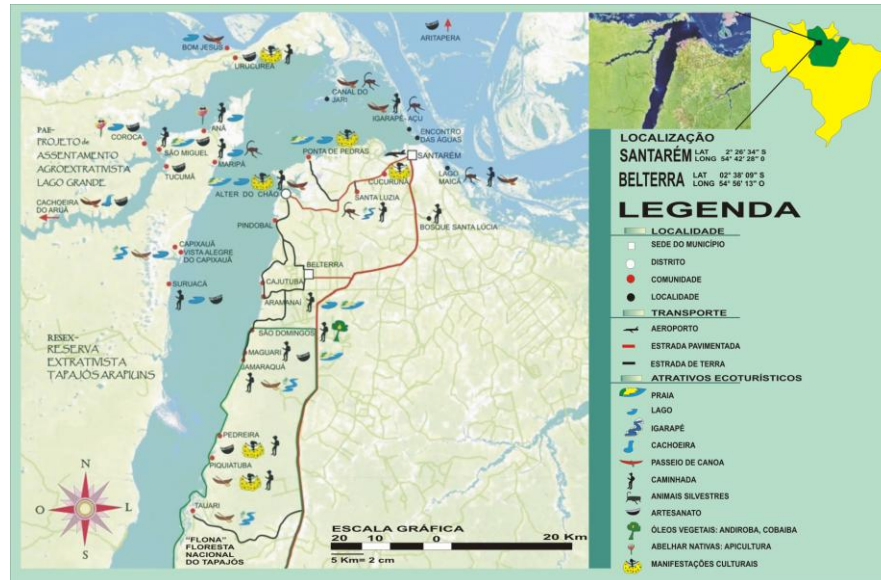 BOM JESUS
URUCUREA
ARITAPERA
CANAL DO
JARI
IGARAPÉ-AÇU
ENCONTRO
DAS ÁGUAS
PAE-
PROJETO de
ASSENTAMENTO
AGROEXTRATIVISTA
LAGO GRANDE
COROCA
ANÃ
SÃO MIGUEL
MARIPÁ
TUCUMÃ
PONTA DE PEDRAS
SANTARÉM
CUCURUNÃ
LAGO
MAICÁ
ALTER DO CHÃO
SANTA LUZIA
CACHOEIRA
DO ARUÃ
PINDOBAL
BOSQUE SANTA LÚCIA
CAPIXAUÃ
VISTA ALEGRE
DO CAPIXAUÃ
BELTERRA
SURUACÁ
CAJUTUBA
ARAMANAÍ
SÃO DOMINGOS
RESEX-
RESERVA
EXTRATIVISTA
TAPAJÓS ARAPIUNS
MAGUARI
JAMARAQUÁ
PEDREIRA
PIQUIATUBA
TAUARI
N
O
L
S
"FLONA"
FLORESTA
NACIONAL
DO TAPAJÓS
ESCALA GRÁFICA
20 10 0 20 Km
5 Km= 2 cm
LOCALIZAÇÃO
SANTARÉM LAT 2° 26' 34" S
LONG 54° 42' 28" 0
BELTERRA LAT 02° 38' 09" S
LONG 54° 56' 13" O
LEGENDA
LOCALIDADE
SEDE DO MUNICÍPIO
DISTRITO
COMUNIDADE
LOCALIDADE
TRANSPORTE
AEROPORTO
ESTRADA PAVIMENTADA
ESTRADA DE TERRA
ATRATIVOS ECOTURÍSTICOS
PRAIA
LAGO
IGARAPÉ
CACHOEIRA
PASSEIO DE CANOA
CAMINHADA
ANIMAIS SILVESTRES
ARTESANATO
ÓLEOS VEGETAIS: ANDIROBA, COBAIBA
ABELHAR NATIVAS: APICULTURA
MANIFESTAÇÕES CULTURAIS